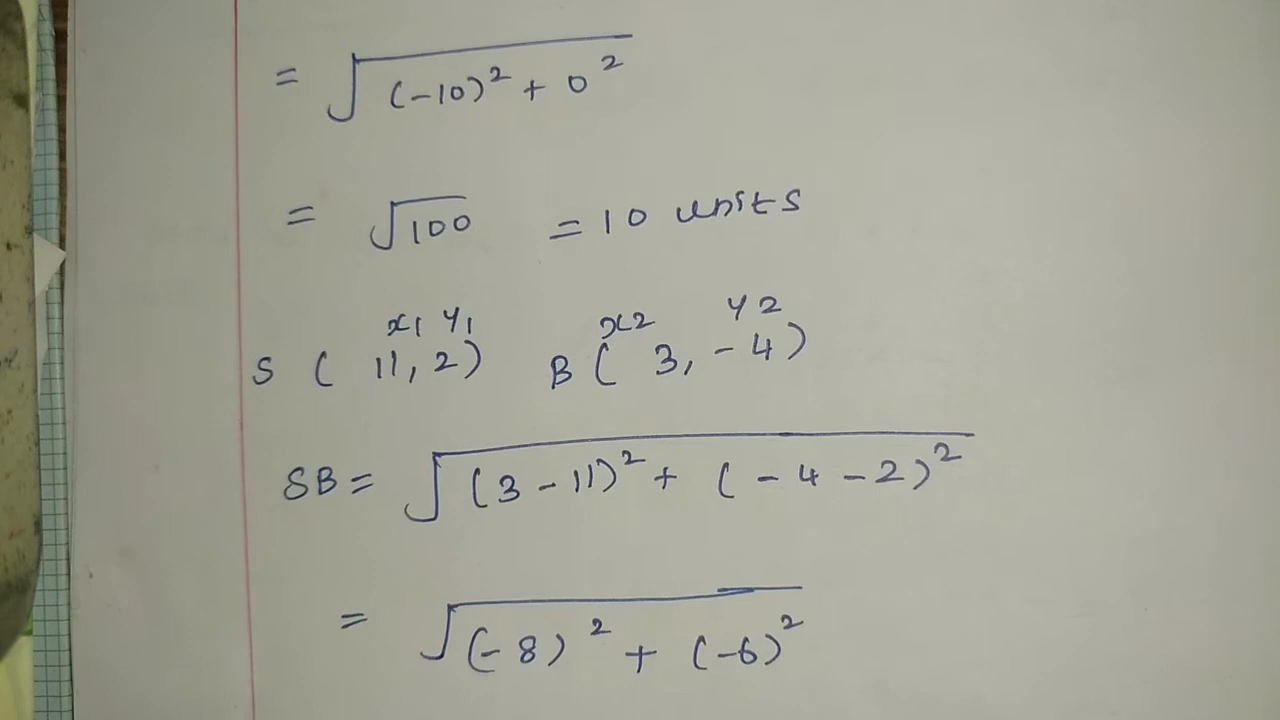 = √(-10)² + 0²
= √100 = 10 units
x1 y1 x2 y2
S ( 11, 2) B ( 3, -4)
SB = √(3 - 11)² + ( - 4 - 2)²
= √(-8)² + (-6)²